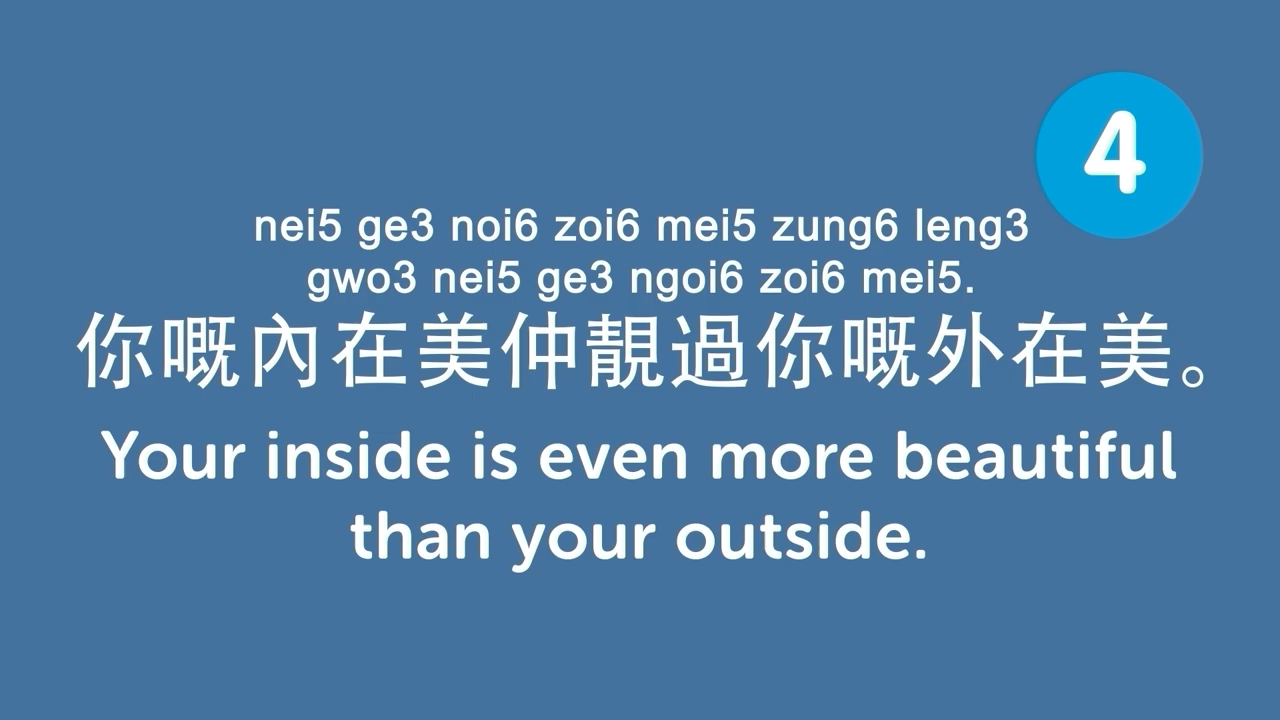 4
nei5 ge3 noi6 zoi6 mei5 zung6 leng3
gwo3 nei5 ge3 ngoi6 zoi6 mei5.
你嘅內在美仲靚過你嘅外在美。
Your inside is even more beautiful
than your outside.